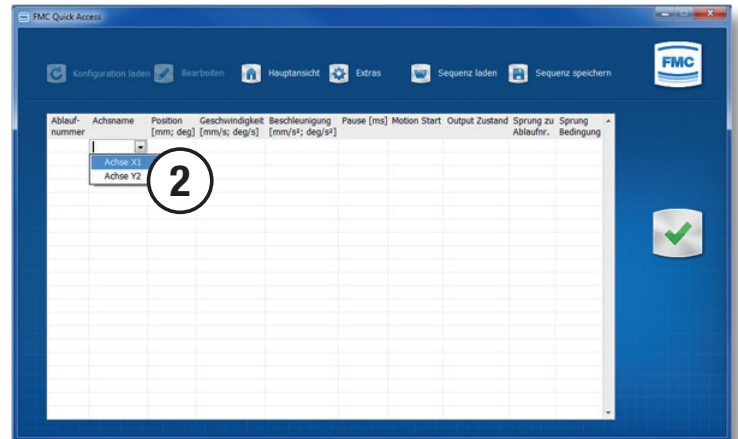 FMC Quick Access
FMC
Konfiguration laden Bearbeiten Hauptansicht Extras Sequenz laden Sequenz speichern
Ablauf- Achsname Position Geschwindigkeit Beschleunigung Pause [ms] Motion Start Output Zustand Sprung zu Sprung
nummer [mm; deg] [mm/s; deg/s] [mm/s²; deg/s²] Ablaufnr. Bedingung
Achse X1
Achse Y2
2